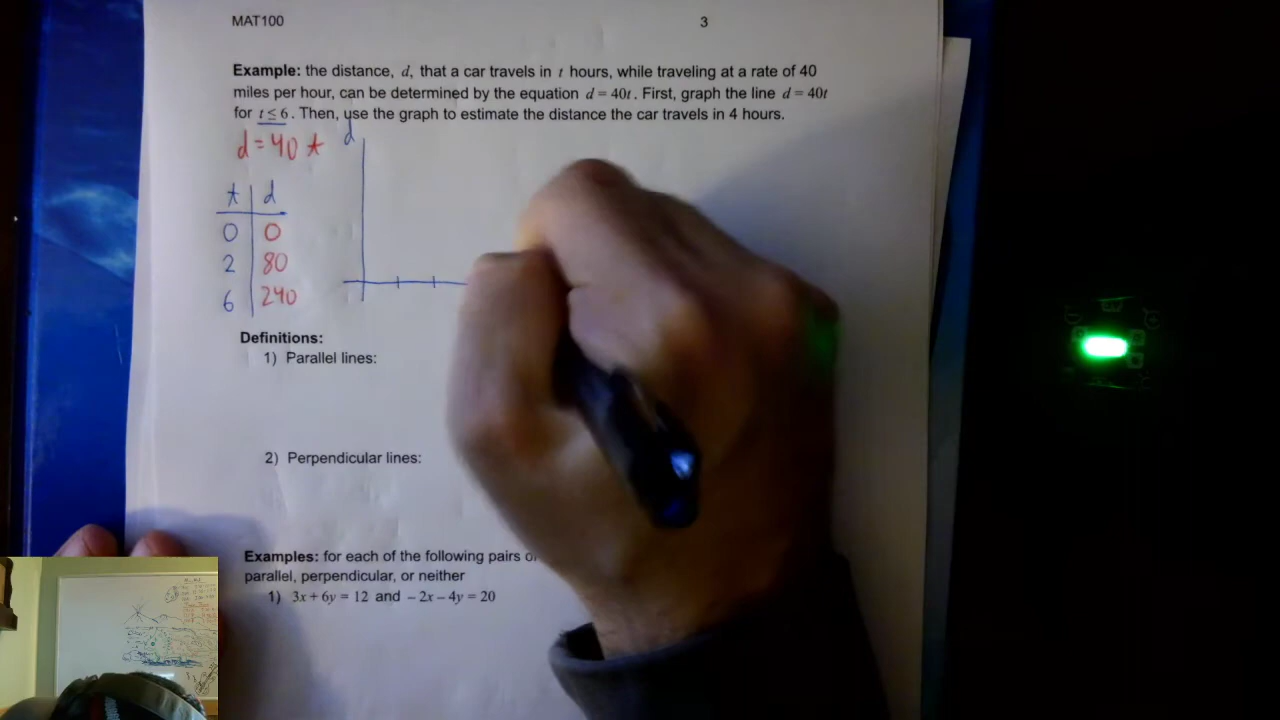 MAT100 3
Example: the distance, d, that a car travels in t hours, while traveling at a rate of 40
miles per hour, can be determined by the equation d = 40t. First, graph the line d = 40t
for t ≤ 6. Then, use the graph to estimate the distance the car travels in 4 hours.
d = 40 t
d
t d
0 0
2 80
6 240
Definitions:
1) Parallel lines:
2) Perpendicular lines:
Examples: for each of the following pairs
parallel, perpendicular, or neither
1) 3x + 6y = 12 and − 2x − 4y = 20